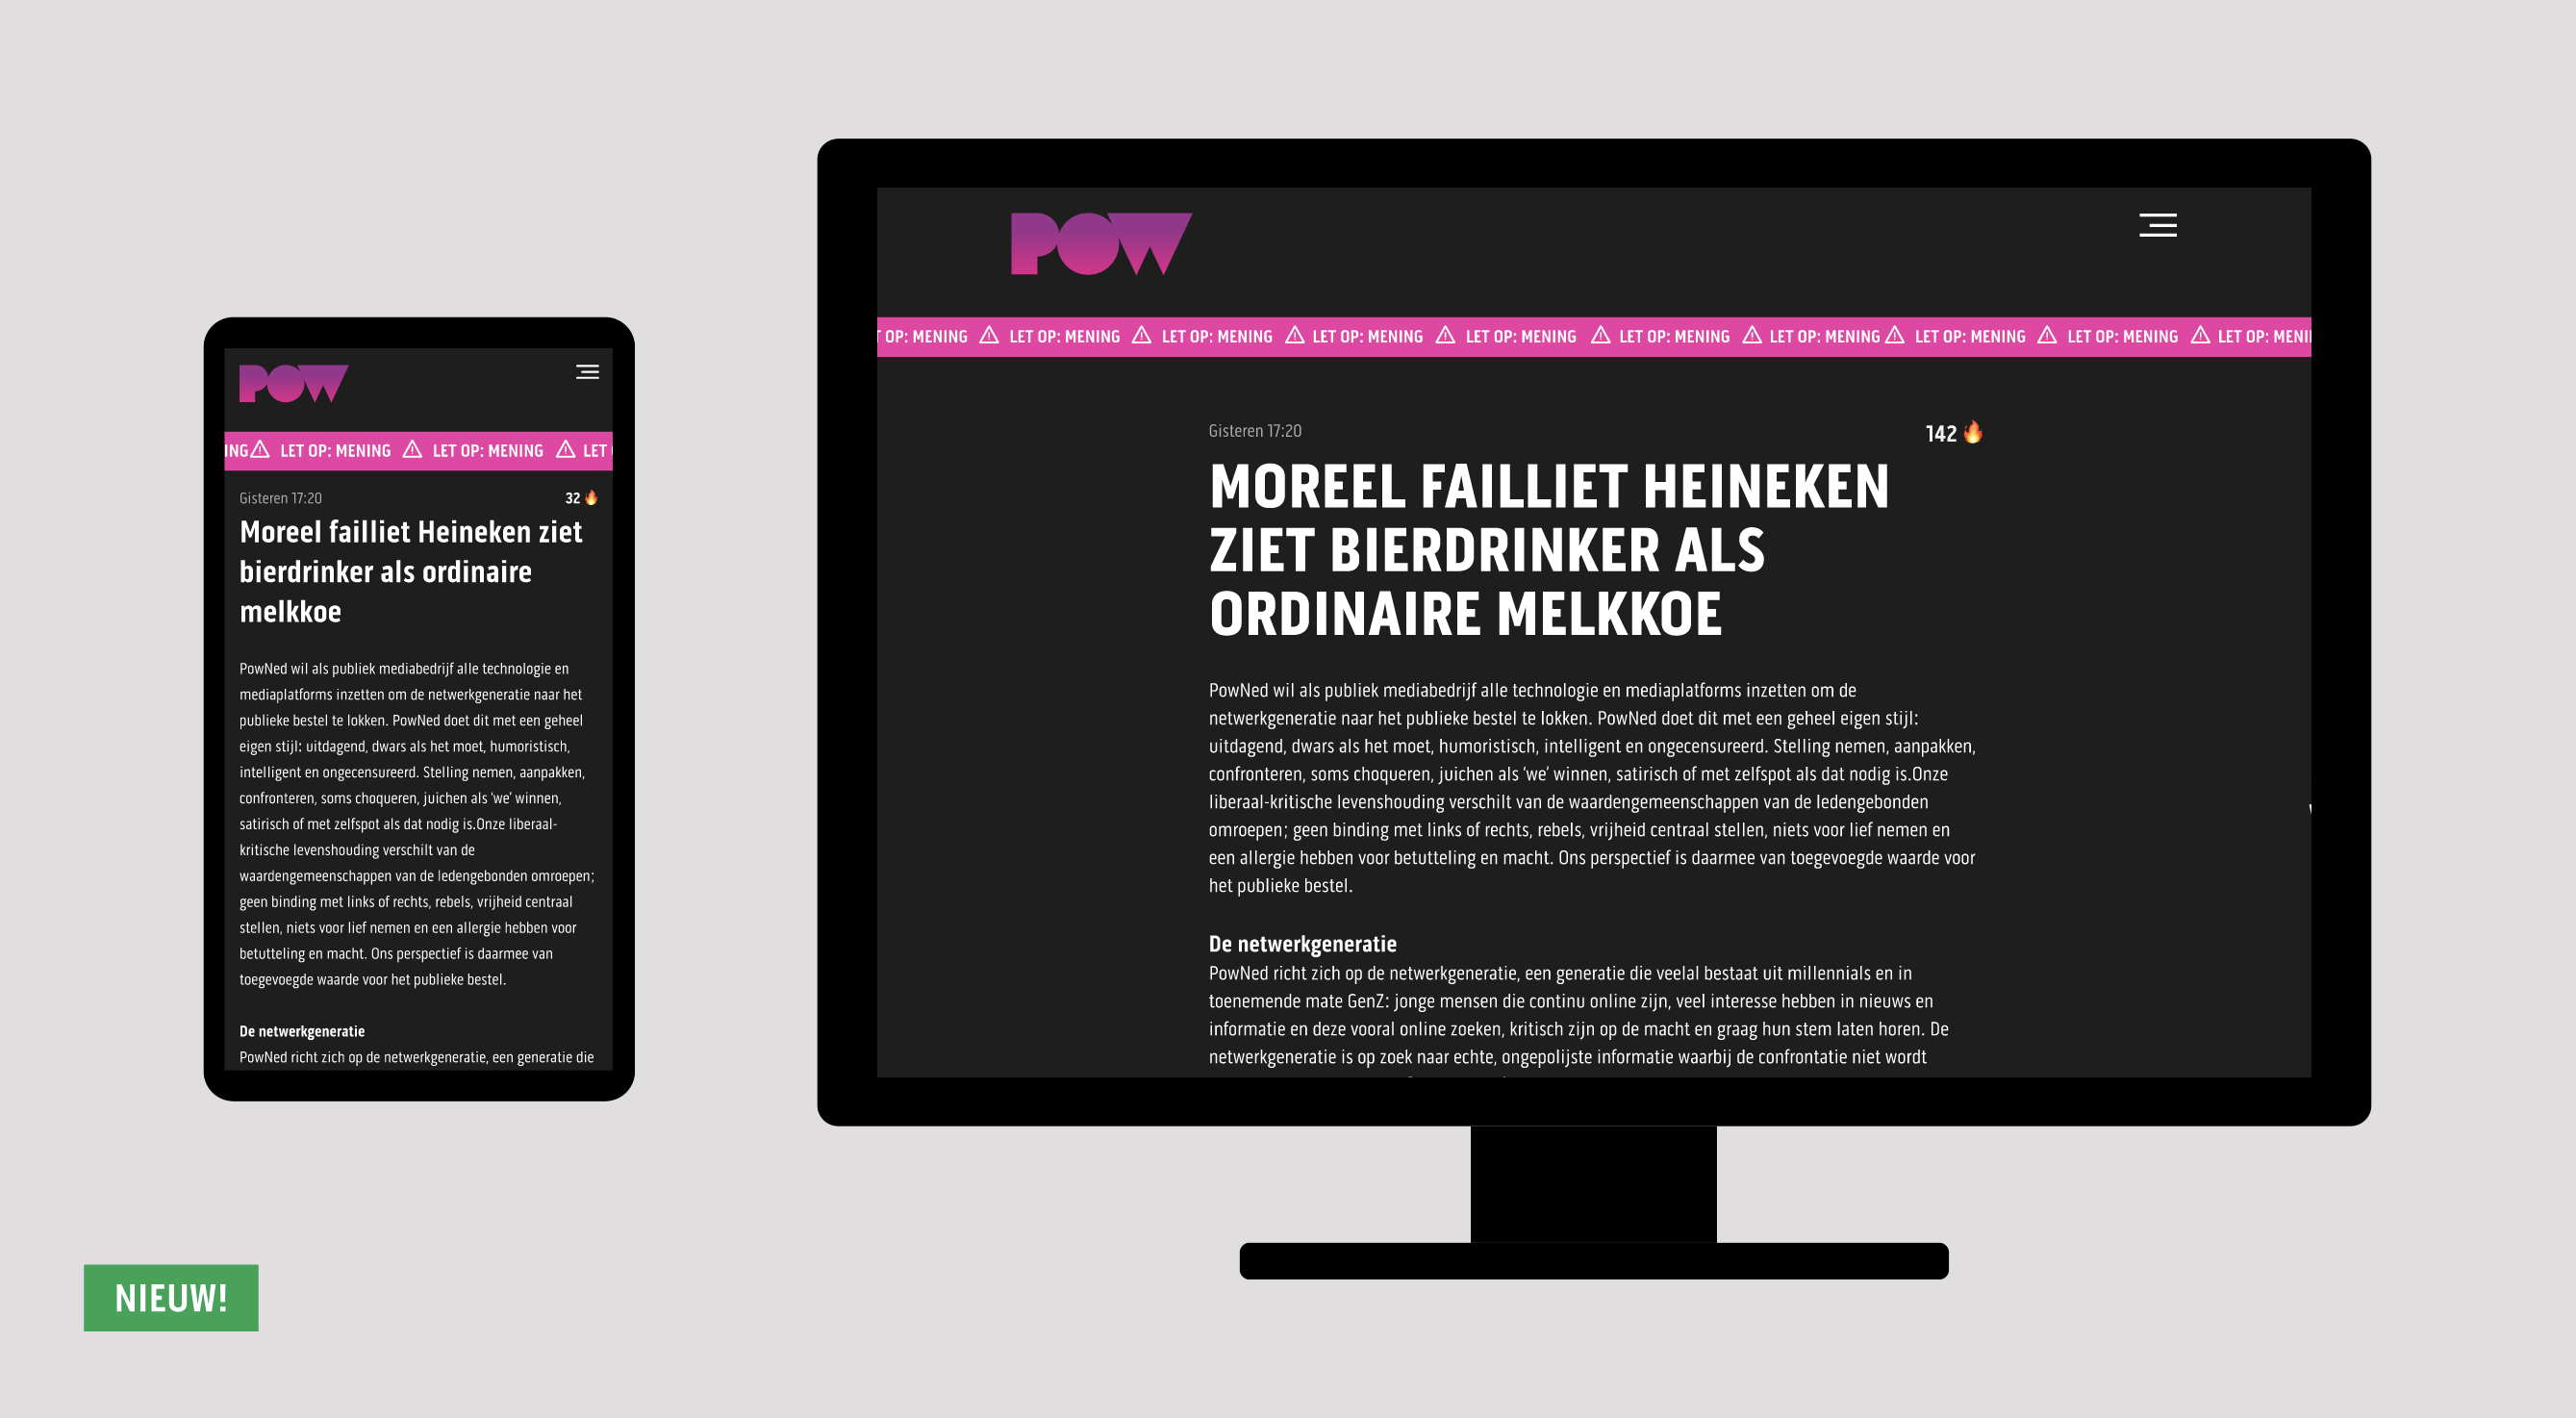 POW
ING LET OP: MENING LET OP: MENING LET
Gisteren 17:20
32
Moreel failliet Heineken ziet
bierdrinker als ordinaire
melkkoe
PowNed wil als publiek mediabedrijf alle technologie en
mediaplatforms inzetten om de netwerkgeneratie naar het
publieke bestel te lokken. PowNed doet dit met een geheel
eigen stijl: uitdagend, dwars als het moet, humoristisch,
intelligent en ongecensureerd. Stelling nemen, aanpakken,
confronteren, soms choqueren, juichen als ‘we’ winnen,
satirisch of met zelfspot als dat nodig is.Onze liberaal-
kritische levenshouding verschilt van de
waardengemeenschappen van de ledengebonden omroepen;
geen binding met links of rechts, rebels, vrijheid centraal
stellen, niets voor lief nemen en een allergie hebben voor
betutteling en macht. Ons perspectief is daarmee van
toegevoegde waarde voor het publieke bestel.
De netwerkgeneratie
PowNed richt zich op de netwerkgeneratie, een generatie die
POW
T OP: MENING LET OP: MENING LET OP: MENING LET OP: MENING LET OP: MENING LET OP: MENING LET OP: MENING LET OP: MENING LET OP: MENING LET OP: MENI
Gisteren 17:20
142
MOREEL FAILLIET HEINEKEN
ZIET BIERDRINKER ALS
ORDINAIRE MELKKOE
PowNed wil als publiek mediabedrijf alle technologie en mediaplatforms inzetten om de
netwerkgeneratie naar het publieke bestel te lokken. PowNed doet dit met een geheel eigen stijl:
uitdagend, dwars als het moet, humoristisch, intelligent en ongecensureerd. Stelling nemen, aanpakken,
confronteren, soms choqueren, juichen als ‘we’ winnen, satirisch of met zelfspot als dat nodig is.Onze
liberaal-kritische levenshouding verschilt van de waardengemeenschappen van de ledengebonden
omroepen; geen binding met links of rechts, rebels, vrijheid centraal stellen, niets voor lief nemen en
een allergie hebben voor betutteling en macht. Ons perspectief is daarmee van toegevoegde waarde voor
het publieke bestel.
De netwerkgeneratie
PowNed richt zich op de netwerkgeneratie, een generatie die veelal bestaat uit millennials en in
toenemende mate GenZ: jonge mensen die continu online zijn, veel interesse hebben in nieuws en
informatie en deze vooral online zoeken, kritisch zijn op de macht en graag hun stem laten horen. De
netwerkgeneratie is op zoek naar echte, ongepolijste informatie waarbij de confrontatie niet wordt
NIEUW!